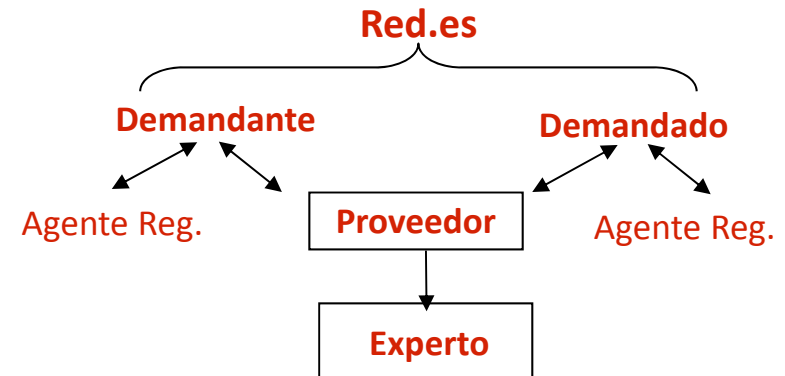 Red.es
Demandante
Demandado
Agente Reg.
Proveedor
Agente Reg.
Experto